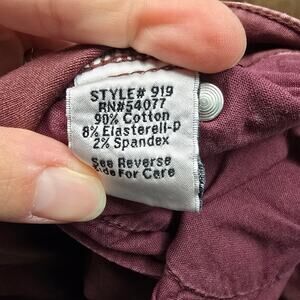 STYLE# 919
RN#54077
90% Cotton
8% Elasterell-p
2% Spandex
See Reverse
Side For Care